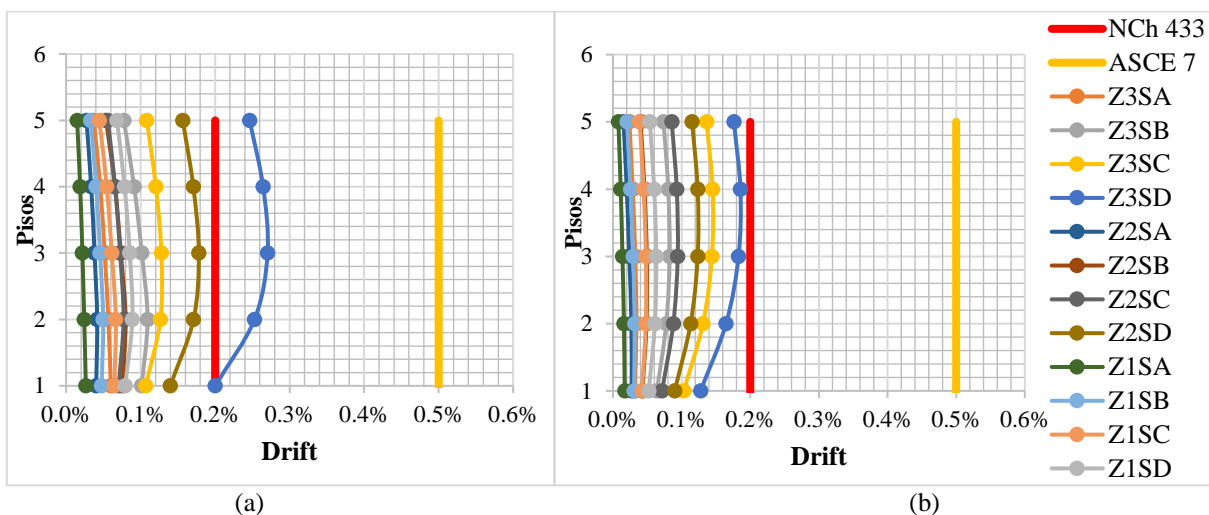 6
5
4
3
2
1
Pisos
0.0% 0.1% 0.2% 0.3% 0.4% 0.5% 0.6%
Drift
(a)
6
5
4
3
2
1
Pisos
0.0% 0.1% 0.2% 0.3% 0.4% 0.5% 0.6%
Drift
(b)
NCh 433
ASCE 7
Z3SA
Z3SB
Z3SC
Z3SD
Z2SA
Z2SB
Z2SC
Z2SD
Z1SA
Z1SB
Z1SC
Z1SD